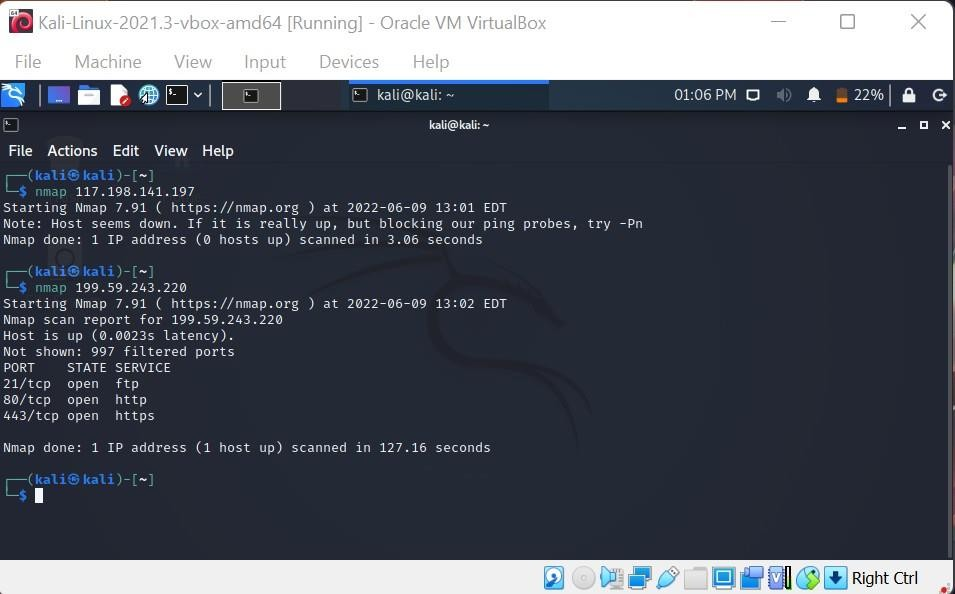 Kali-Linux-2021.3-vbox-amd64 [Running] - Oracle VM VirtualBox
File Machine View Input Devices Help
kali@kali: ~ 01:06 PM 22%
kali@kali: ~
File Actions Edit View Help
┌──(kali㉿kali)-[~]
└─$ nmap 117.198.141.197
Starting Nmap 7.91 ( https://nmap.org ) at 2022-06-09 13:01 EDT
Note: Host seems down. If it is really up, but blocking our ping probes, try -Pn
Nmap done: 1 IP address (0 hosts up) scanned in 3.06 seconds
┌──(kali㉿kali)-[~]
└─$ nmap 199.59.243.220
Starting Nmap 7.91 ( https://nmap.org ) at 2022-06-09 13:02 EDT
Nmap scan report for 199.59.243.220
Host is up (0.0023s latency).
Not shown: 997 filtered ports
PORT    STATE SERVICE
21/tcp  open  ftp
80/tcp  open  http
443/tcp open  https
Nmap done: 1 IP address (1 host up) scanned in 127.16 seconds
┌──(kali㉿kali)-[~]
└─$
Right Ctrl